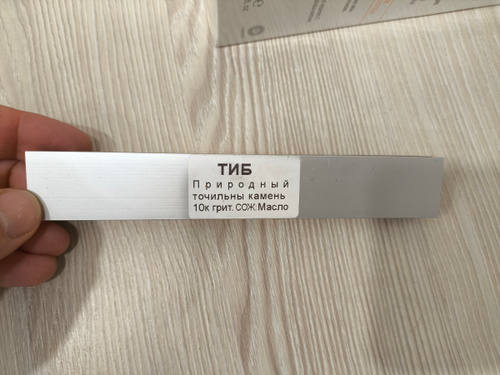 ТИБ
Природный
точильны камень
10к грит. СОЖ: Масло